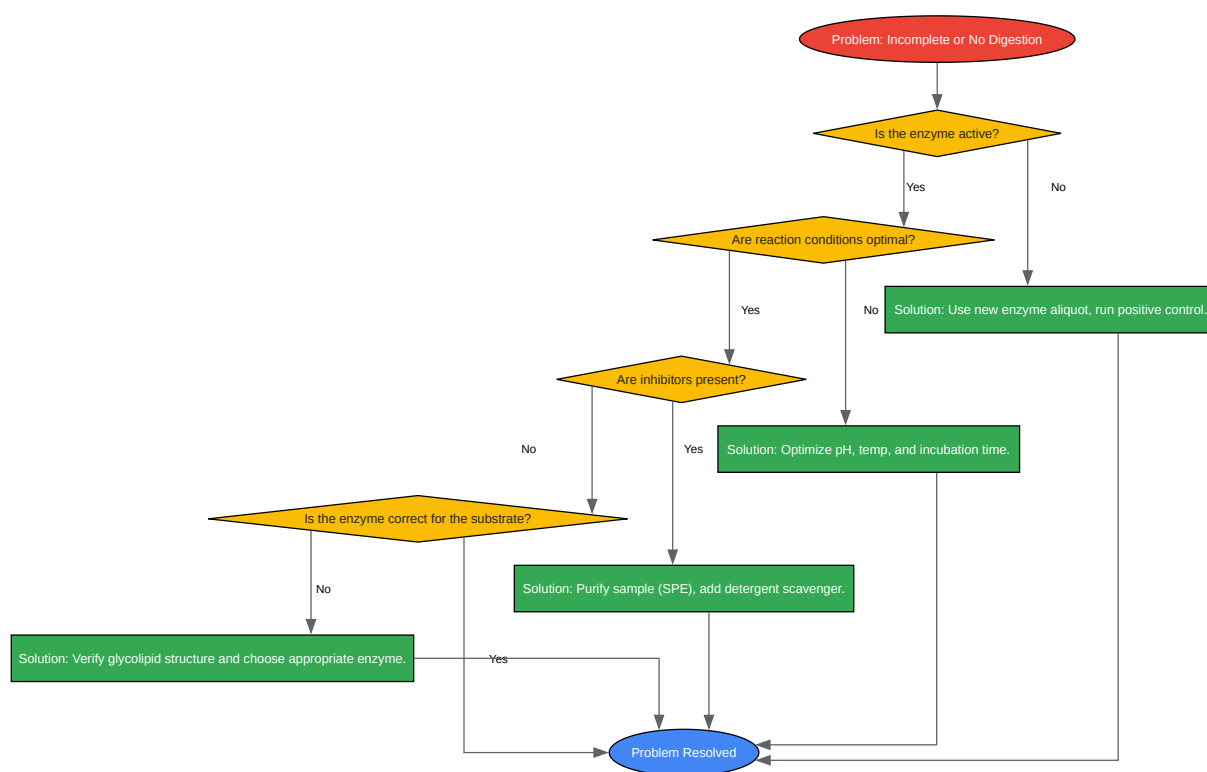 Problem: Incomplete or No Digestion
Is the enzyme active?
Yes
No
Are reaction conditions optimal?
Solution: Use new enzyme aliquot, run positive control.
Yes
No
Are inhibitors present?
No
Yes
Solution: Optimize pH, temp, and incubation time.
Is the enzyme correct for the substrate?
No
Solution: Purify sample (SPE), add detergent scavenger.
Solution: Verify glycolipid structure and choose appropriate enzyme.
Yes
Problem Resolved